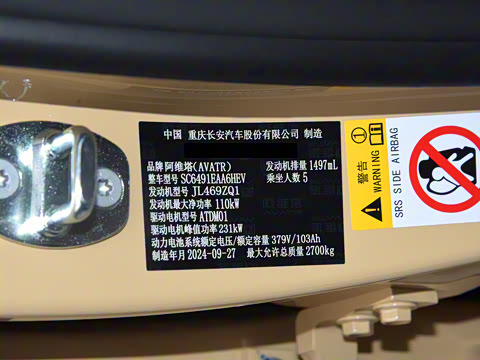 中国 重庆长安汽车股份有限公司 制造
品牌 阿维塔(AVATR) 发动机排量 1497mL
整车型号 SC6491EAA6HEV 乘坐人数 5
发动机型号 JL469ZQ1
发动机最大净功率 110kW
驱动电机型号 ATDM01
驱动电机峰值功率 231kW
动力电池系统额定电压/额定容量 379V/103Ah
制造年月 2024-09-27 最大允许总质量 2700kg
警告
WARNING
SRS SIDE AIRBAG